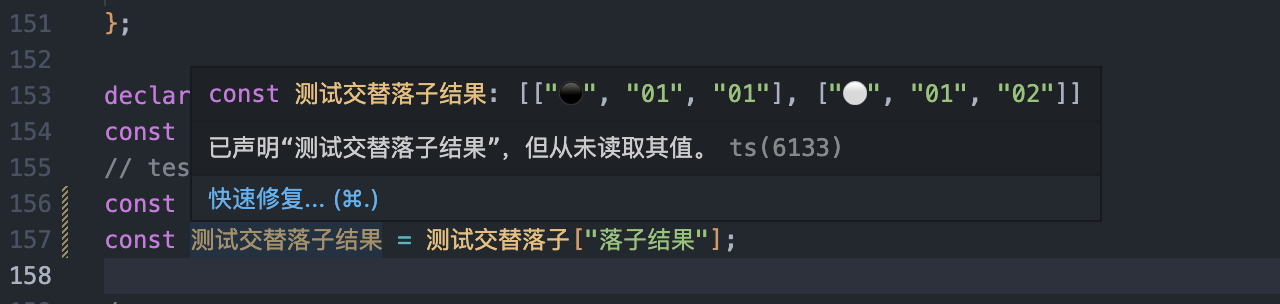 151 };
152
153 declar
const 测试交替落子结果: [["⚫", "01", "01"], ["⚪", "01", "02"]]
154 const
已声明“测试交替落子结果”，但从未读取其值。 ts(6133)
155 // tes
156 const
快速修复... (⌘.)
157 const 测试交替落子结果 = 测试交替落子["落子结果"];
158